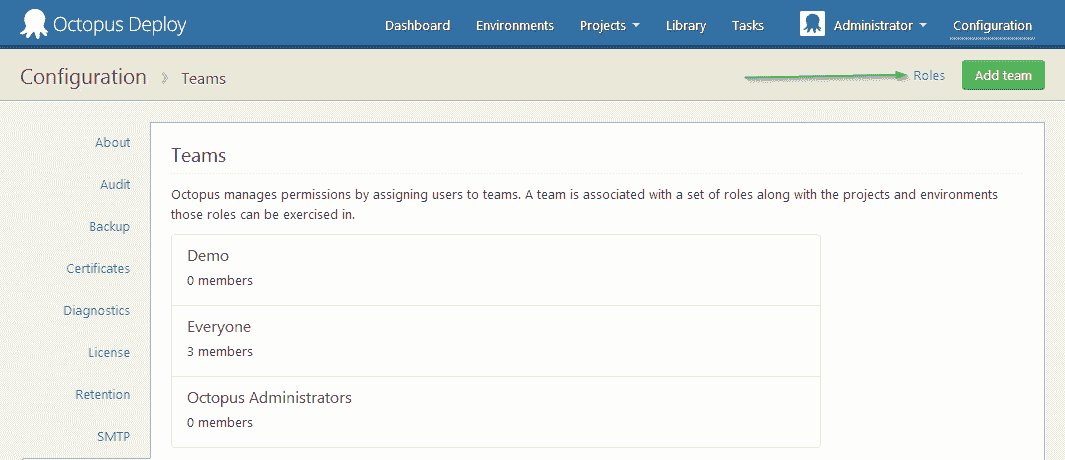 Octopus Deploy
Dashboard Environments Projects Library Tasks Administrator Configuration
Configuration › Teams Roles Add team
About
Audit
Backup
Certificates
Diagnostics
License
Retention
SMTP
Teams
Octopus manages permissions by assigning users to teams. A team is associated with a set of roles along with the projects and environments
those roles can be exercised in.
Demo
0 members
Everyone
3 members
Octopus Administrators
0 members